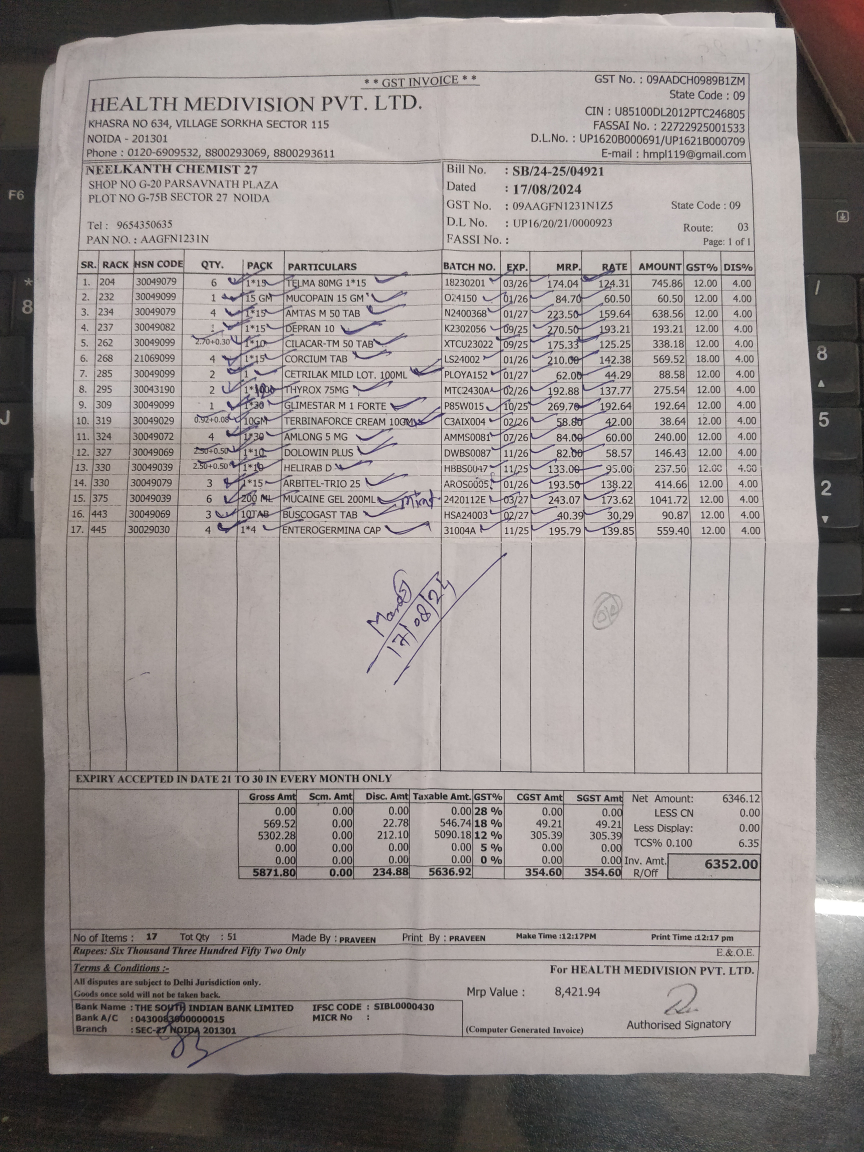 * * GST INVOICE * *
HEALTH MEDIVISION PVT. LTD.
KHASRA NO 634, VILLAGE SORKHA SECTOR 115
NOIDA - 201301
Phone : 0120-6909532, 8800293069, 8800293611
GST No. : 09AADCH0989B1ZM
State Code : 09
CIN : U85100DL2012PTC246805
FASSAI No. : 22722925001533
D.L.No. : UP1620B000691/UP1621B000709
E-mail : hmpl119@gmail.com
NEELKANTH CHEMIST 27
SHOP NO G-20 PARSAVNATH PLAZA
PLOT NO G-75B SECTOR 27 NOIDA
Tel : 9654350635
PAN NO. : AAGFN1231N
Bill No. : SB/24-25/04921
Dated : 17/08/2024
GST No. : 09AAGFN1231N1Z5 State Code : 09
D.L No. : UP16/20/21/0000923
Route: 03
FASSI No. : Page: 1 of 1
SR. RACK HSN CODE QTY. PACK PARTICULARS BATCH NO. EXP. MRP. RATE AMOUNT GST% DIS%
1. 204 30049079 6 1*15 TELMA 80MG 1*15 18230201 03/26 174.04 124.31 745.86 12.00 4.00
2. 232 30049099 1 15 GM MUCOPAIN 15 GM O24150 01/26 84.70 60.50 60.50 12.00 4.00
3. 234 30049079 4 1*15 AMTAS M 50 TAB N2400368 01/27 223.50 159.64 638.56 12.00 4.00
4. 237 30049082 1 1*15 DEPRAN 10 K2302056 09/25 270.50 193.21 193.21 12.00 4.00
5. 262 30049099 2.70+0.30 1*10 CILACAR-TM 50 TAB XTCU23022 09/25 175.33 125.25 338.18 12.00 4.00
6. 268 21069099 4 1*15 CORCIUM TAB LS24002 01/26 210.00 142.38 569.52 18.00 4.00
7. 285 30049099 2 1 CETRILAK MILD LOT. 100ML PLOYA152 01/27 62.00 44.29 88.58 12.00 4.00
8. 295 30043190 2 THYROX 75MG MTC2430A 02/26 192.88 137.77 275.54 12.00 4.00
9. 309 30049099 1 1*30 GLIMESTAR M 1 FORTE P85W015 10/25 269.70 192.64 192.64 12.00 4.00
10. 319 30049029 0.92+0.08 10GM TERBINAFORCE CREAM 10GM C3AIX004 02/26 58.80 42.00 38.64 12.00 4.00
11. 324 30049072 4 1*30 AMLONG 5 MG AMMS0081 07/26 84.00 60.00 240.00 12.00 4.00
12. 327 30049069 2.50+0.50 1*10 DOLOWIN PLUS DWBS0087 11/26 82.00 58.57 146.43 12.00 4.00
13. 330 30049039 2.50+0.50 1*10 HELIRAB D HBBS0047 11/25 133.00 95.00 237.50 12.00 4.00
14. 330 30049079 3 1*15 ARBITEL-TRIO 25 AROS0005 01/26 193.50 138.22 414.66 12.00 4.00
15. 375 30049039 6 200 ML MUCAINE GEL 200ML Mint 2420112E 03/27 243.07 173.62 1041.72 12.00 4.00
16. 443 30049069 3 10TAB BUSCOGAST TAB HSA24003 02/27 40.39 30.29 90.87 12.00 4.00
17. 445 30029030 4 1*4 ENTEROGERMINA CAP 31004A 11/25 195.79 139.85 559.40 12.00 4.00
17/08/24
EXPIRY ACCEPTED IN DATE 21 TO 30 IN EVERY MONTH ONLY
Gross Amt Scm. Amt Disc. Amt Taxable Amt. GST% CGST Amt SGST Amt
0.00 0.00 0.00 0.00 28 % 0.00 0.00
569.52 0.00 22.78 546.74 18 % 49.21 49.21
5302.28 0.00 212.10 5090.18 12 % 305.39 305.39
0.00 0.00 0.00 0.00 5 % 0.00 0.00
0.00 0.00 0.00 0.00 0 % 0.00 0.00
5871.80 0.00 234.88 5636.92 354.60 354.60
Net Amount: 6346.12
LESS CN 0.00
Less Display: 0.00
TCS% 0.100 6.35
Inv. Amt. 6352.00
R/Off
No of Items : 17 Tot Qty : 51 Made By : PRAVEEN Print By : PRAVEEN Make Time :12:17PM Print Time :12:17 pm
Rupees: Six Thousand Three Hundred Fifty Two Only E.& O.E.
Terms & Conditions :-
All disputes are subject to Delhi Jurisdiction only.
Goods once sold will not be taken back.
Bank Name : THE SOUTH INDIAN BANK LIMITED IFSC CODE : SIBL0000430
Bank A/C : 0430083000000015 MICR No :
Branch : SEC-27 NOIDA 201301
For HEALTH MEDIVISION PVT. LTD.
Mrp Value : 8,421.94
(Computer Generated Invoice)
Authorised Signatory
F6
*
8
J
/
8
5
2